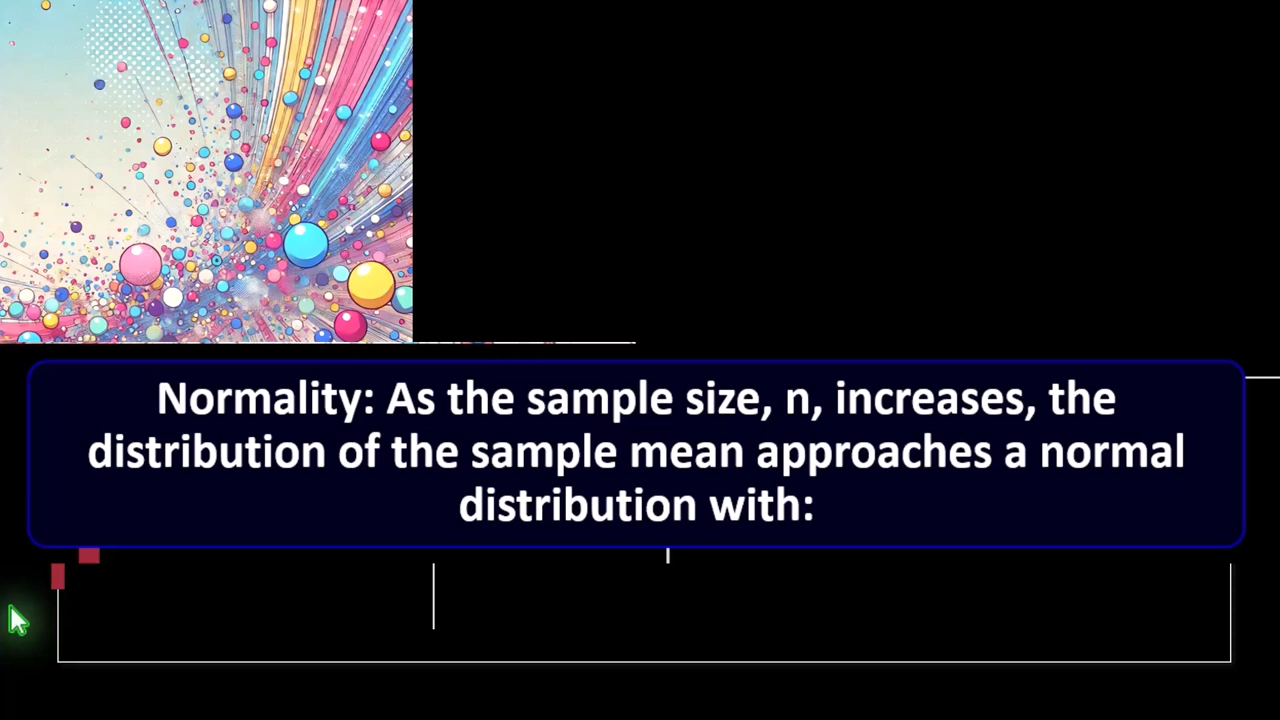 Normality: As the sample size, n, increases, the
distribution of the sample mean approaches a normal
distribution with: